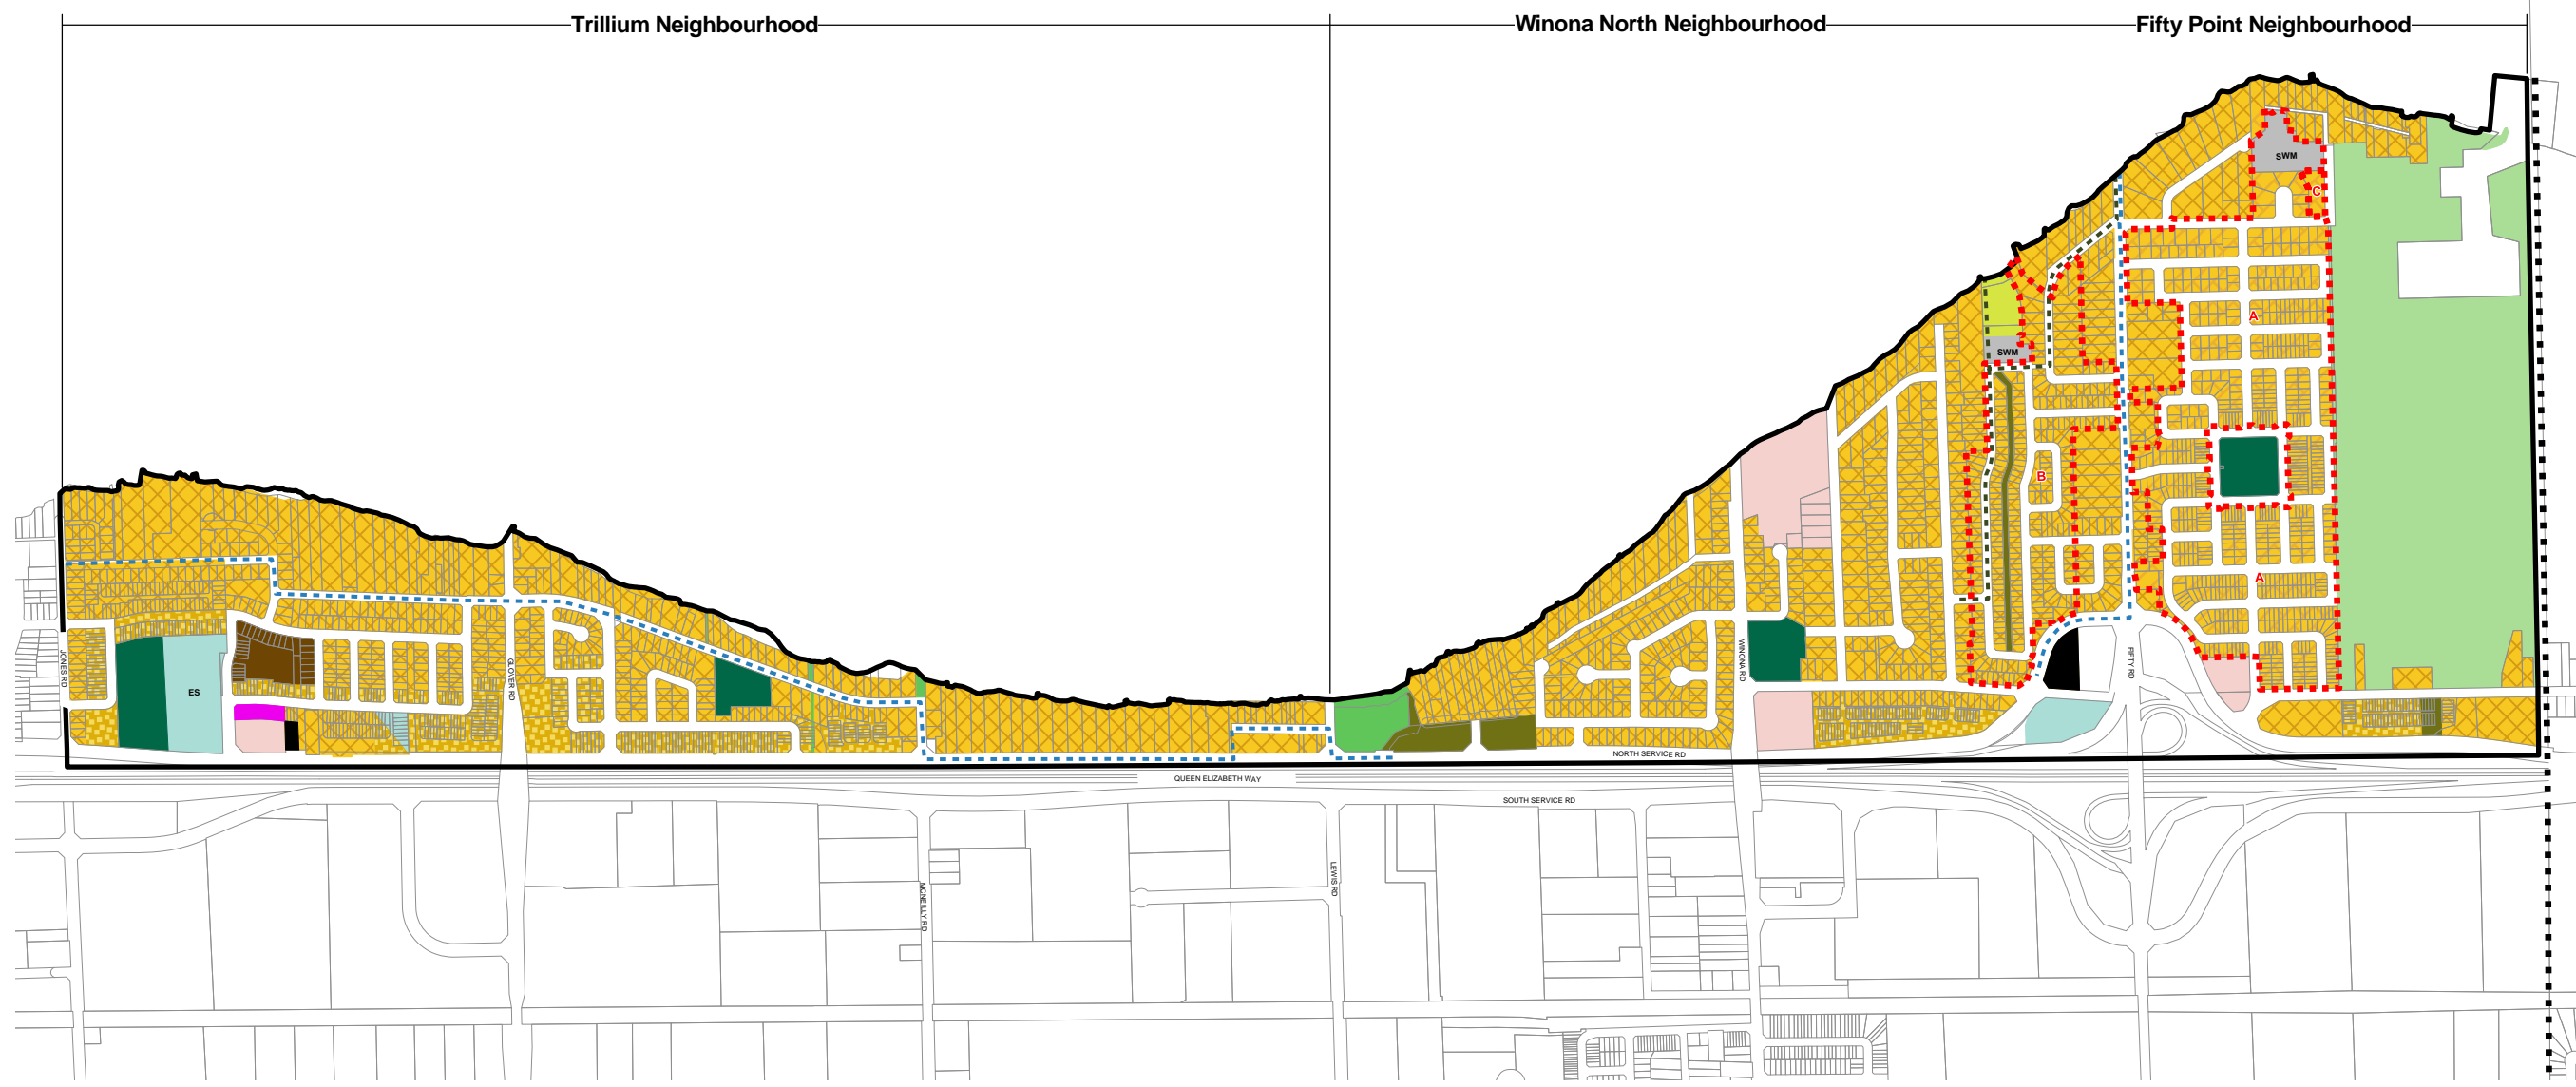 Trillium Neighbourhood
Winona North Neighbourhood
Fifty Point Neighbourhood
SWM
C
A
SWM
B
A
JONES RD
GLOVER RD
WINONA RD
FIFTY RD
ES
NORTH SERVICE RD
QUEEN ELIZABETH WAY
SOUTH SERVICE RD
MCNEILLY RD
LEWIS RD